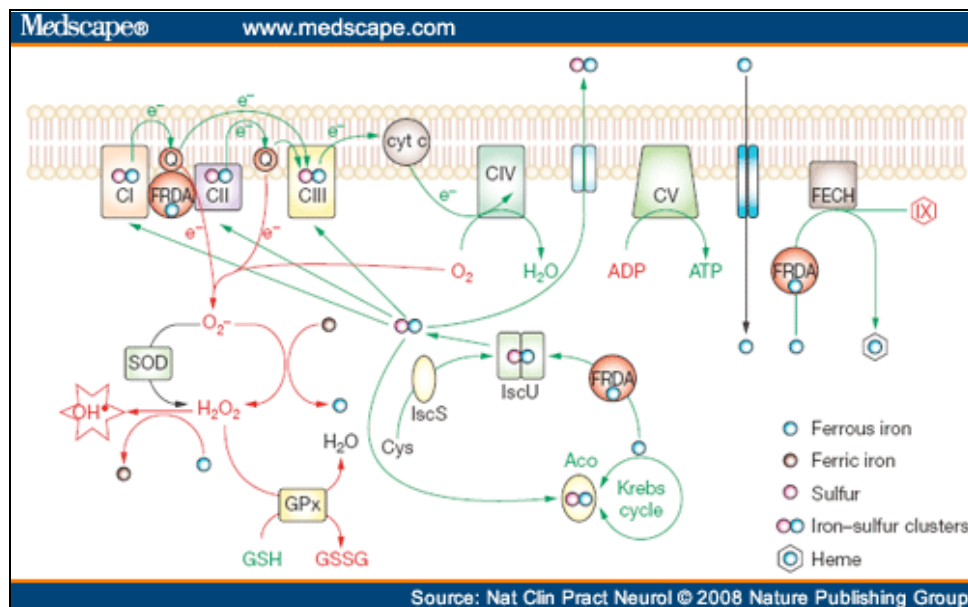 Medscape® www.medscape.com
e⁻ e⁻ e⁻ e⁻
Q Q cyt c
CI FRDA CII CIII CIV CV FECH IX
e⁻ e⁻ e⁻
O₂ H₂O ADP ATP FRDA
O₂⁻
SOD
IscU FRDA
OH• H₂O₂ IscS
H₂O Cys
Aco
Krebs
cycle
GPx
GSH GSSG
Ferrous iron
Ferric iron
Sulfur
Iron–sulfur clusters
Heme
Source: Nat Clin Pract Neurol © 2008 Nature Publishing Group